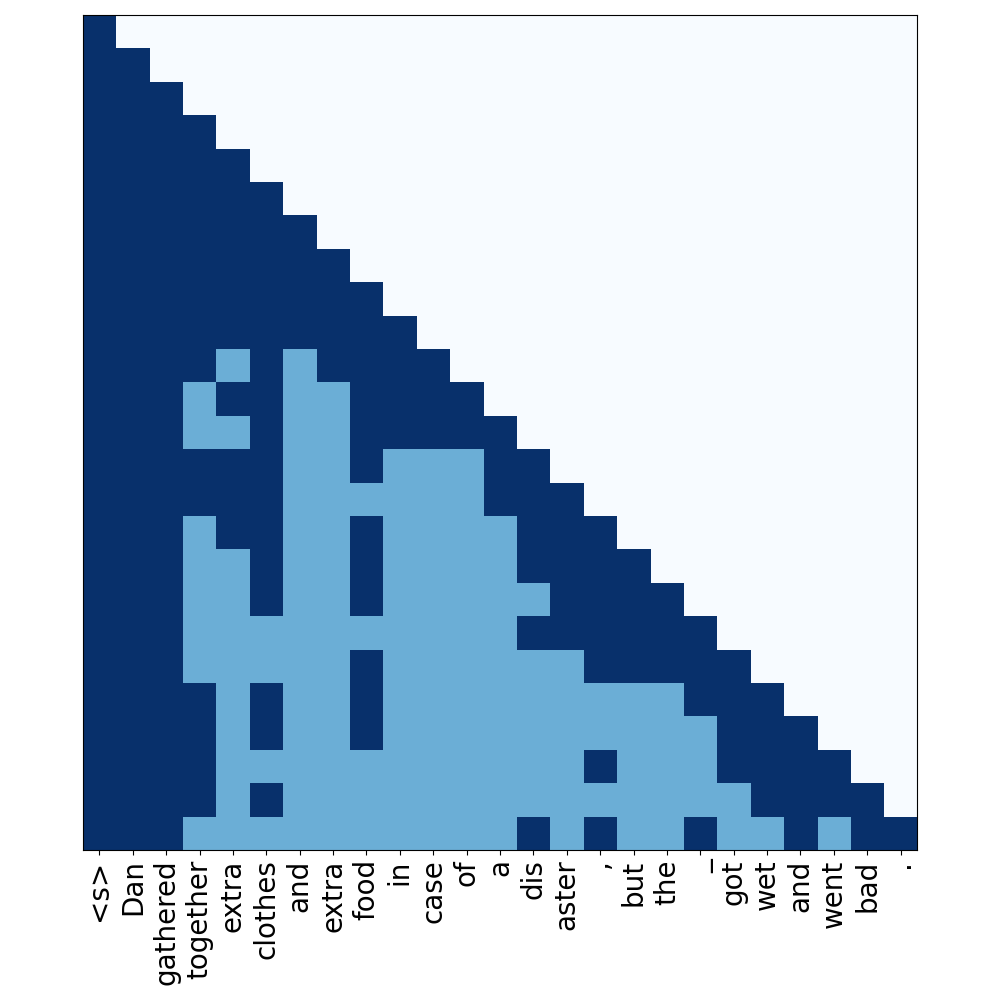 <s> Dan gathered together extra clothes and extra food in case of a dis aster , but the _ got wet and went bad .